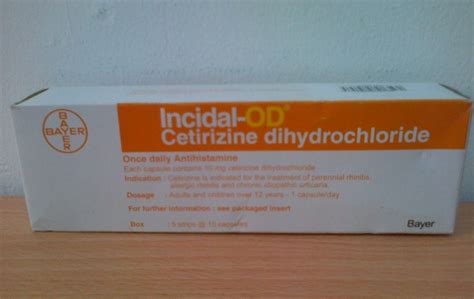 BAYER
BAYER
Incidal-OD®
Cetirizine dihydrochloride
Once daily Antihistamine
Each capsule contains 10 mg cetirizine dihydrochloride
Indication : Cetirizine is indicated for the treatment of perennial rhinitis,
allergic rhinitis and chronic idiopathic urticaria.
Dosage : Adults and children over 12 years - 1 capsule/day
For further information : see packaged insert
Box : 5 strips @ 10 capsules
Bayer